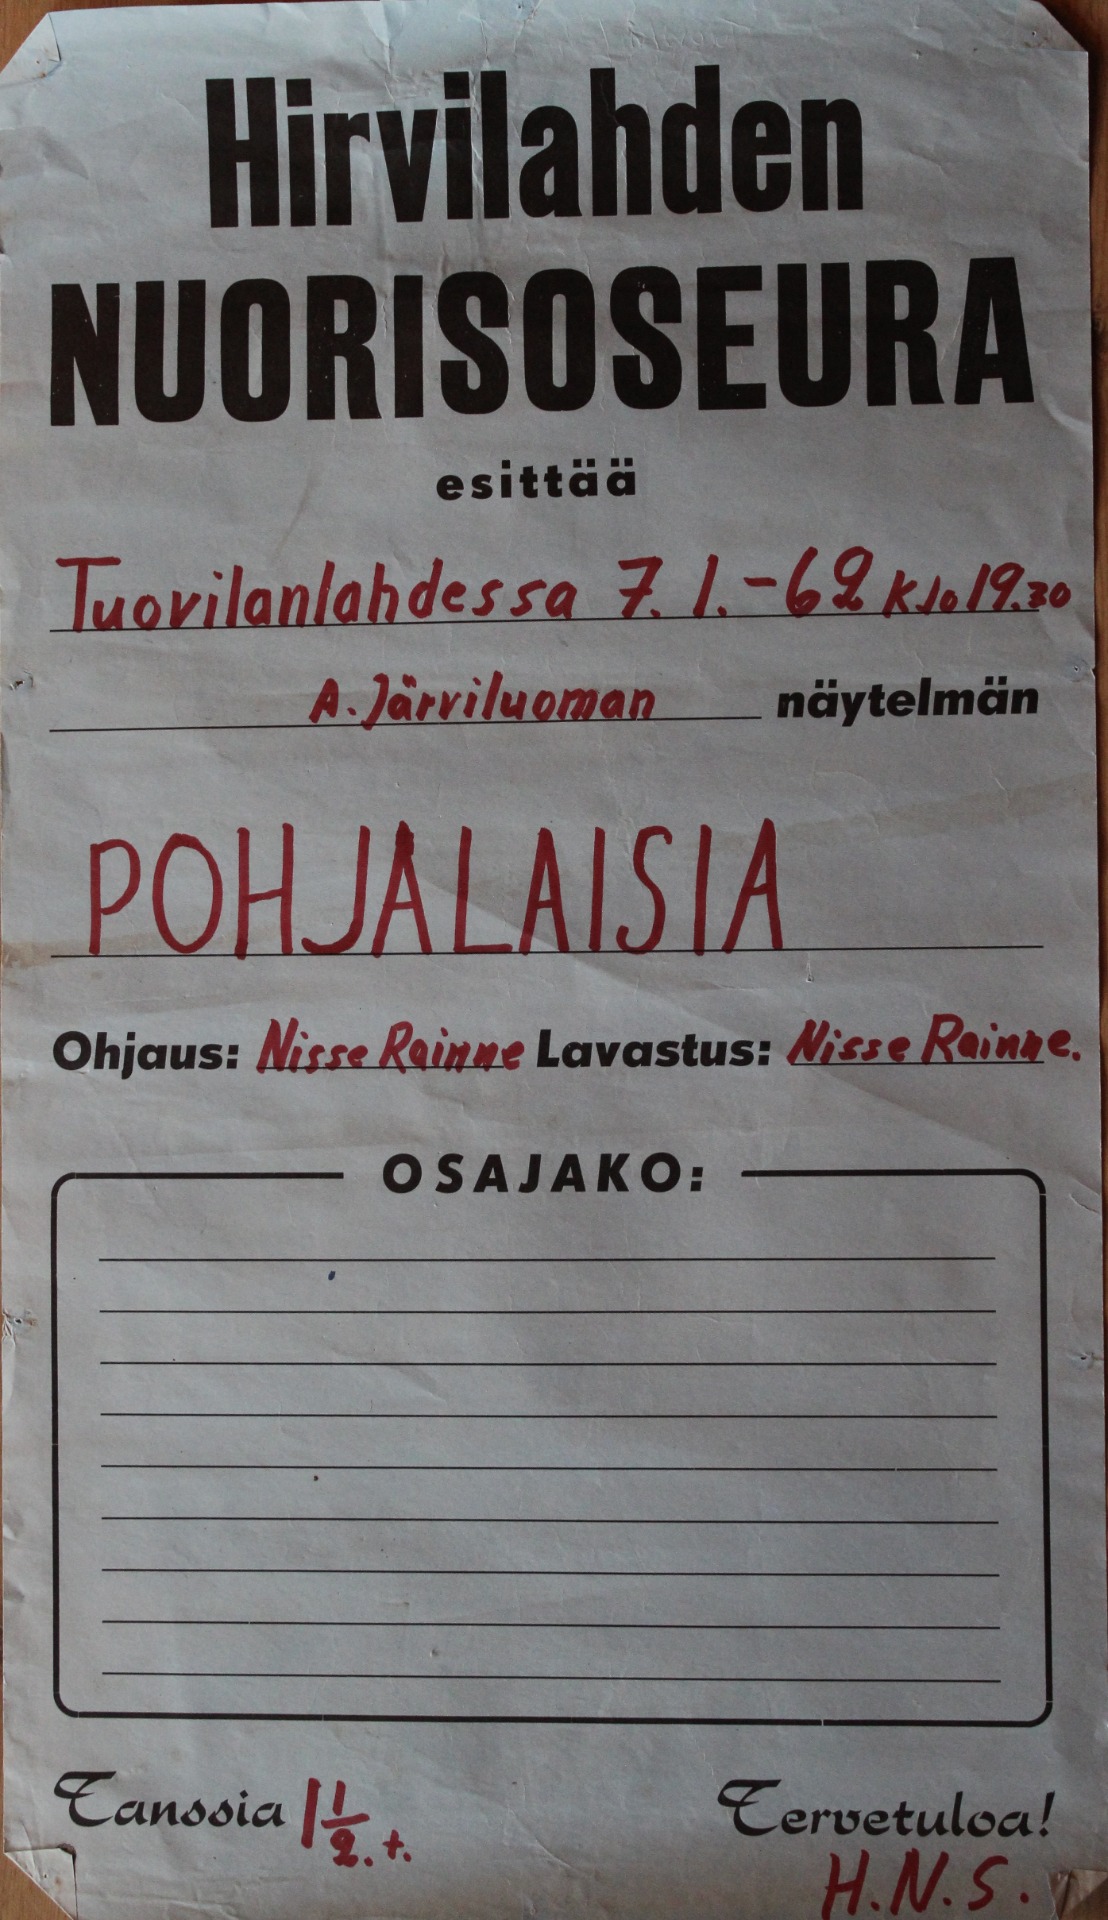 Hirvilahden
NUORISOSEURA
esittää
Tuovilanlahdessa 7.1.-62 klo 19.30
A. Järviluoman näytelmän
POHJALAISIA
Ohjaus: Nisse Rainne Lavastus: Nisse Rainne.
OSAJAKO:
Tanssia 1 1/2. t. Tervetuloa!
H.N.S.